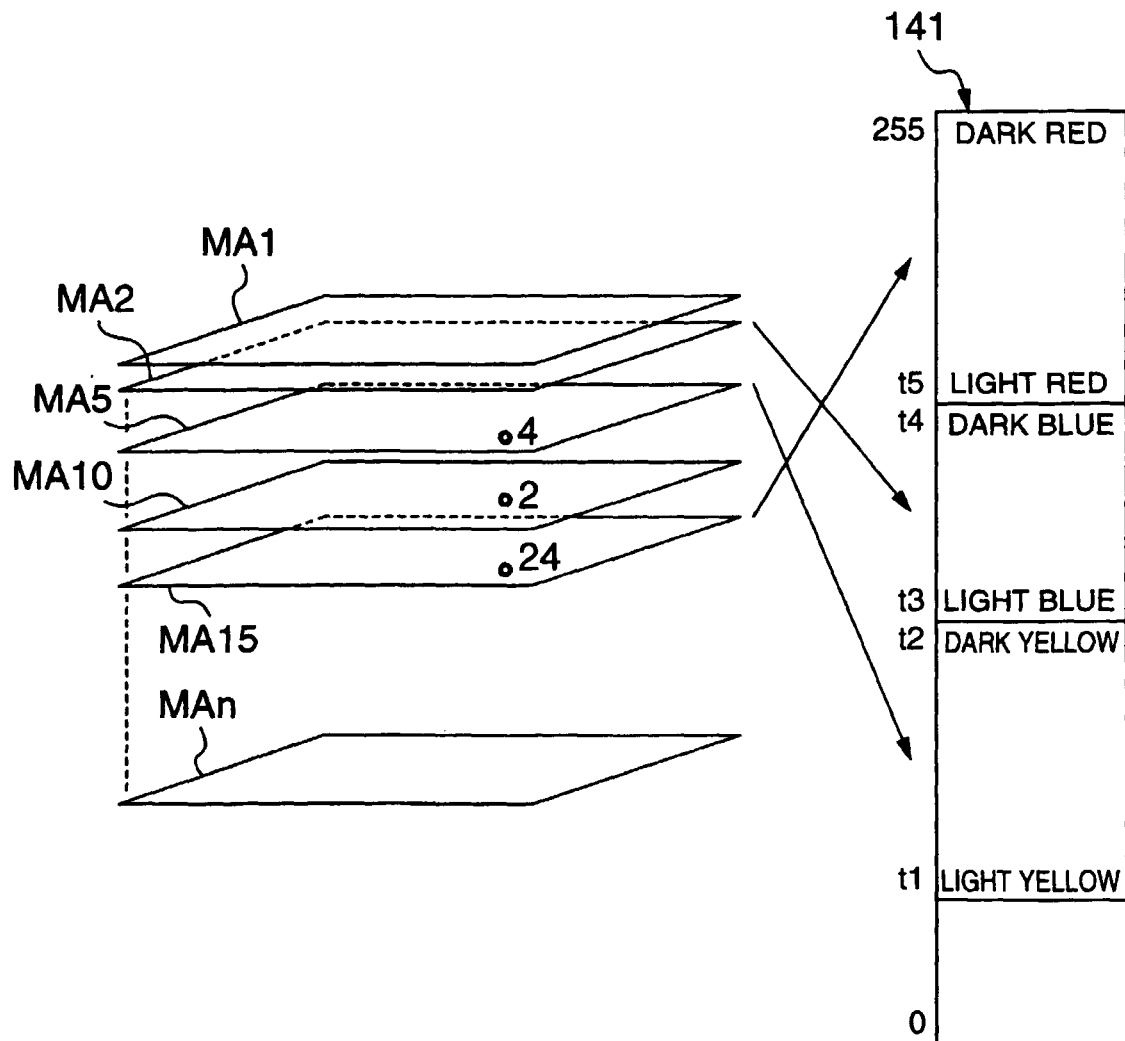 141
255 DARK RED
MA1
MA2
t5 LIGHT RED
MA5
t4 DARK BLUE
4
MA10
2
24
t3 LIGHT BLUE
MA15
t2 DARK YELLOW
MAn
t1 LIGHT YELLOW
0